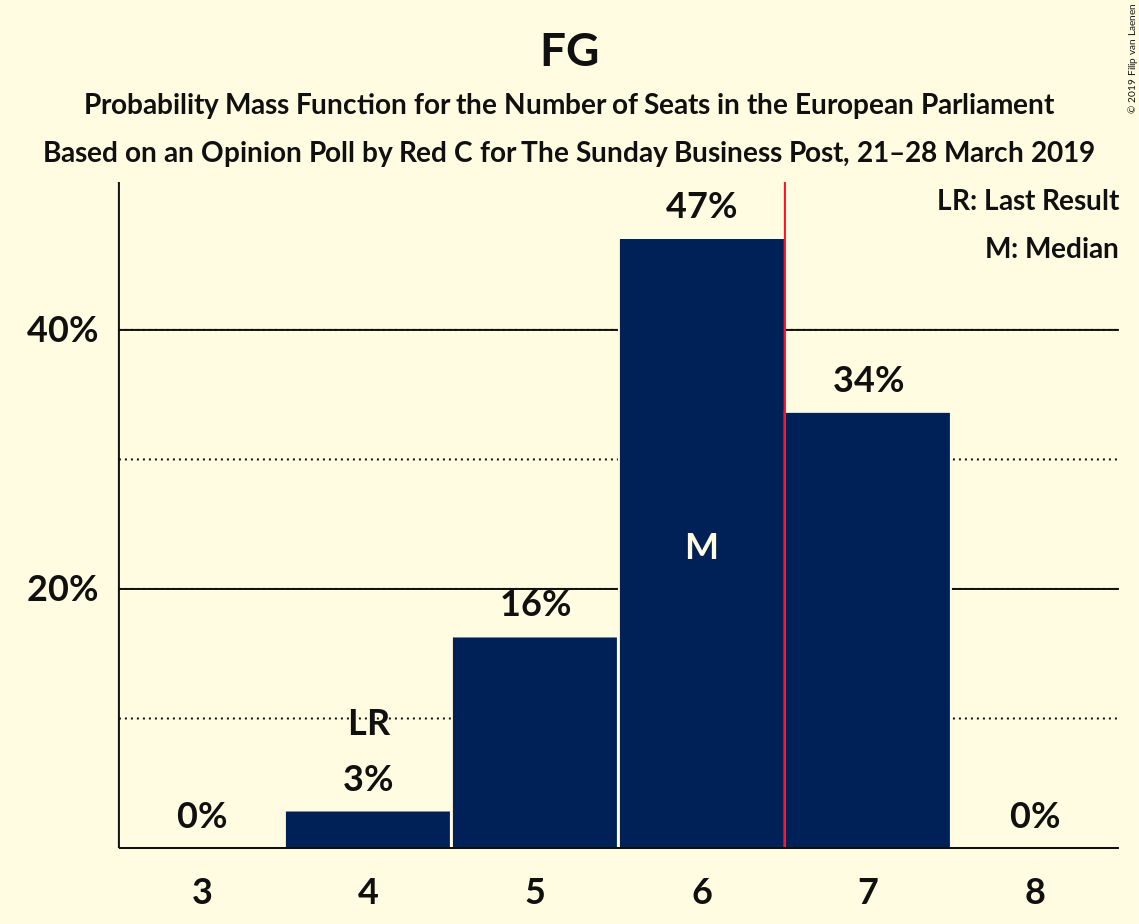 FG
Probability Mass Function for the Number of Seats in the European Parliament
Based on an Opinion Poll by Red C for The Sunday Business Post, 21–28 March 2019
© 2019 Filip van Laenen
LR: Last Result
M: Median
47%
40%
34%
M
20%
16%
LR
3%
0%
0%
3 4 5 6 7 8